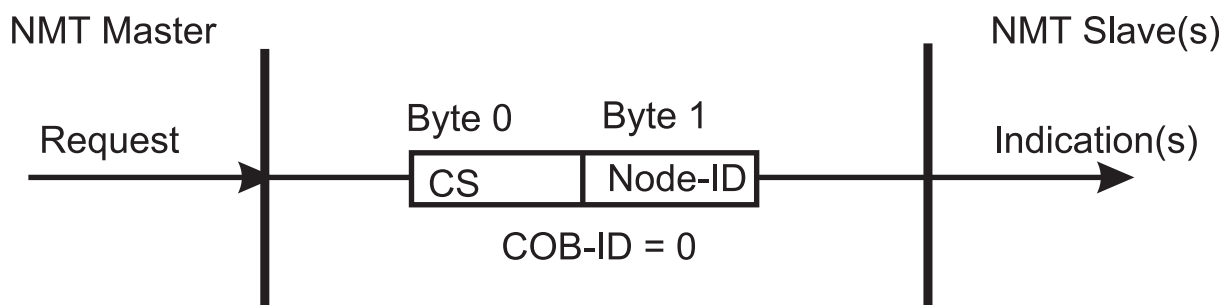 NMT Master
NMT Slave(s)
Request
Byte 0
Byte 1
Indication(s)
CS
Node-ID
COB-ID = 0